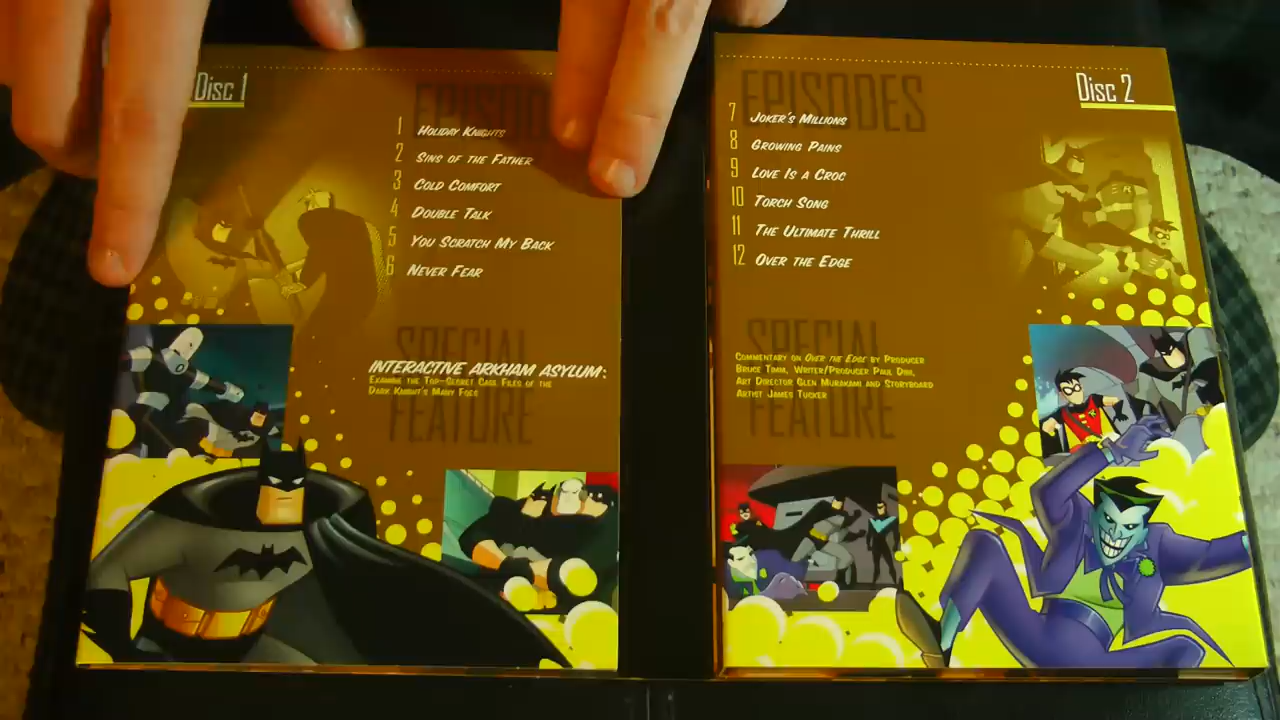 Disc 1
EPISODES
1 Holiday Knights
2 Sins of the Father
3 Cold Comfort
4 Double Talk
5 You Scratch My Back
6 Never Fear
SPECIAL
FEATURE
INTERACTIVE ARKHAM ASYLUM:
Examine the Top-Secret Case Files of the
Dark Knight's Many Foes
Disc 2
EPISODES
7 Joker's Millions
8 Growing Pains
9 Love Is a Croc
10 Torch Song
11 The Ultimate Thrill
12 Over the Edge
SPECIAL
FEATURE
Commentary on Over the Edge by Producer
Bruce Timm, Writer/Producer Paul Dini,
Art Director Glen Murakami and Storyboard
Artist James Tucker